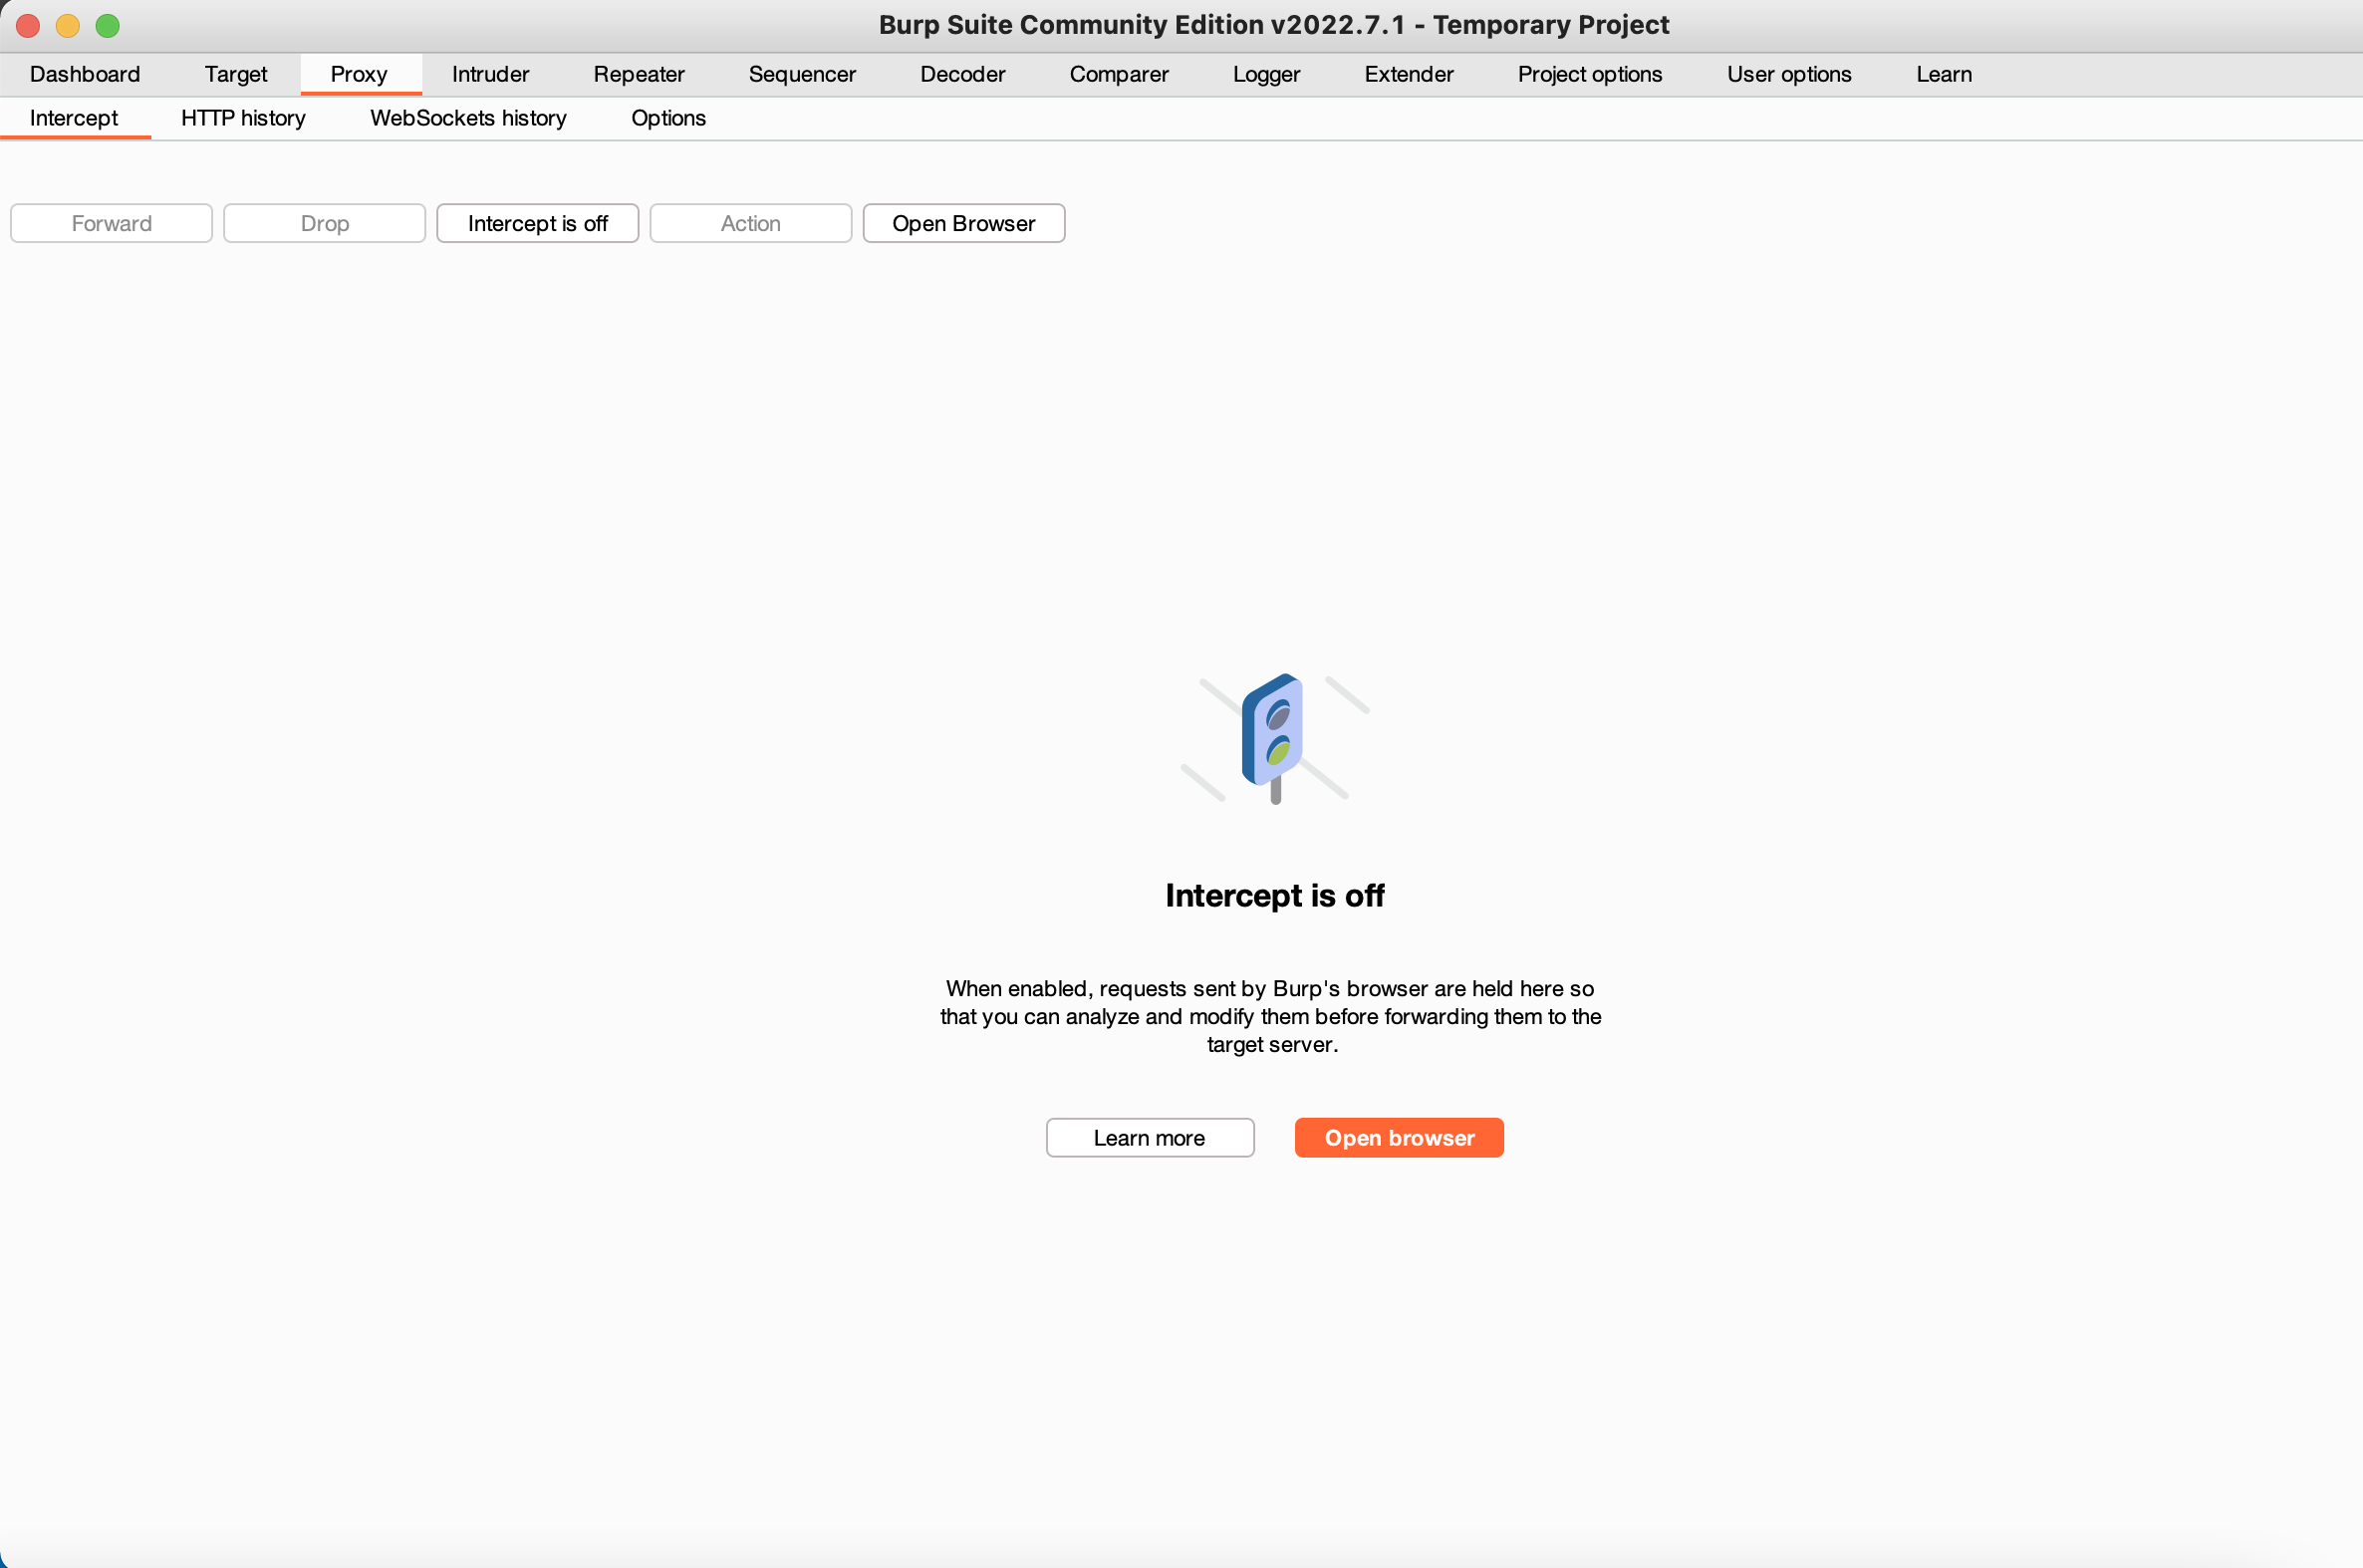 Burp Suite Community Edition v2022.7.1 - Temporary Project
Dashboard Target Proxy Intruder Repeater Sequencer Decoder Comparer Logger Extender Project options User options Learn
Intercept HTTP history WebSockets history Options
Forward Drop Intercept is off Action Open Browser
Intercept is off
When enabled, requests sent by Burp's browser are held here so
that you can analyze and modify them before forwarding them to the
target server.
Learn more Open browser